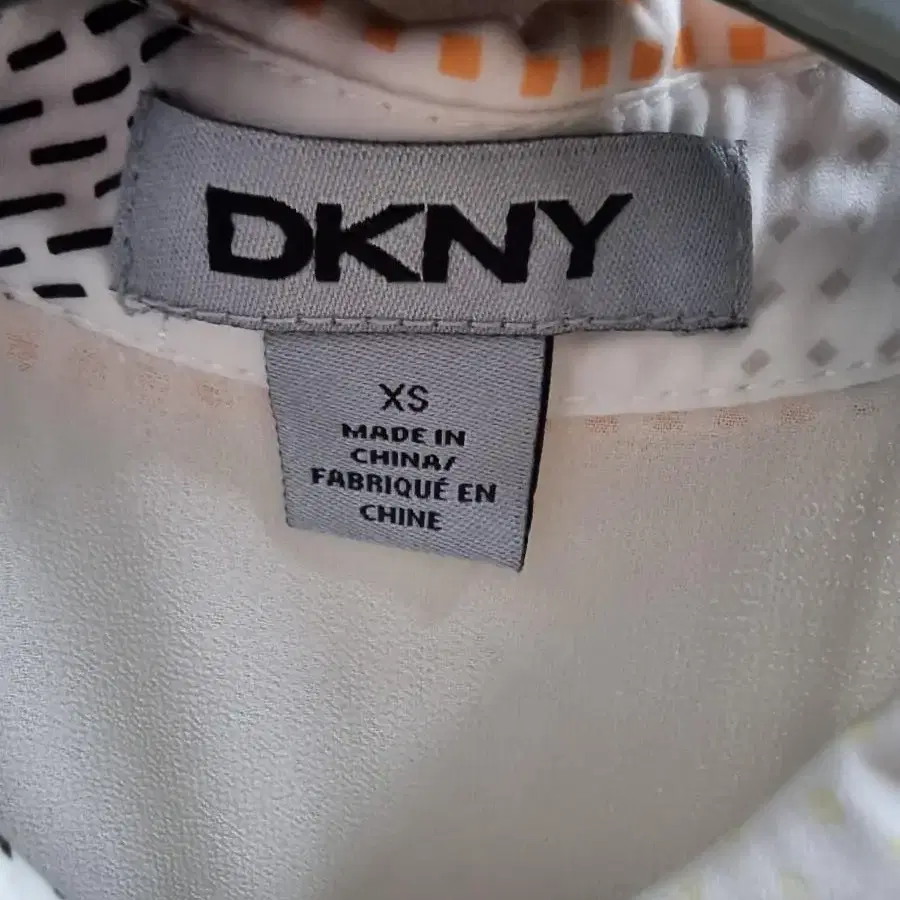 DKNY
XS
MADE IN
CHINA/
FABRIQUÉ EN
CHINE